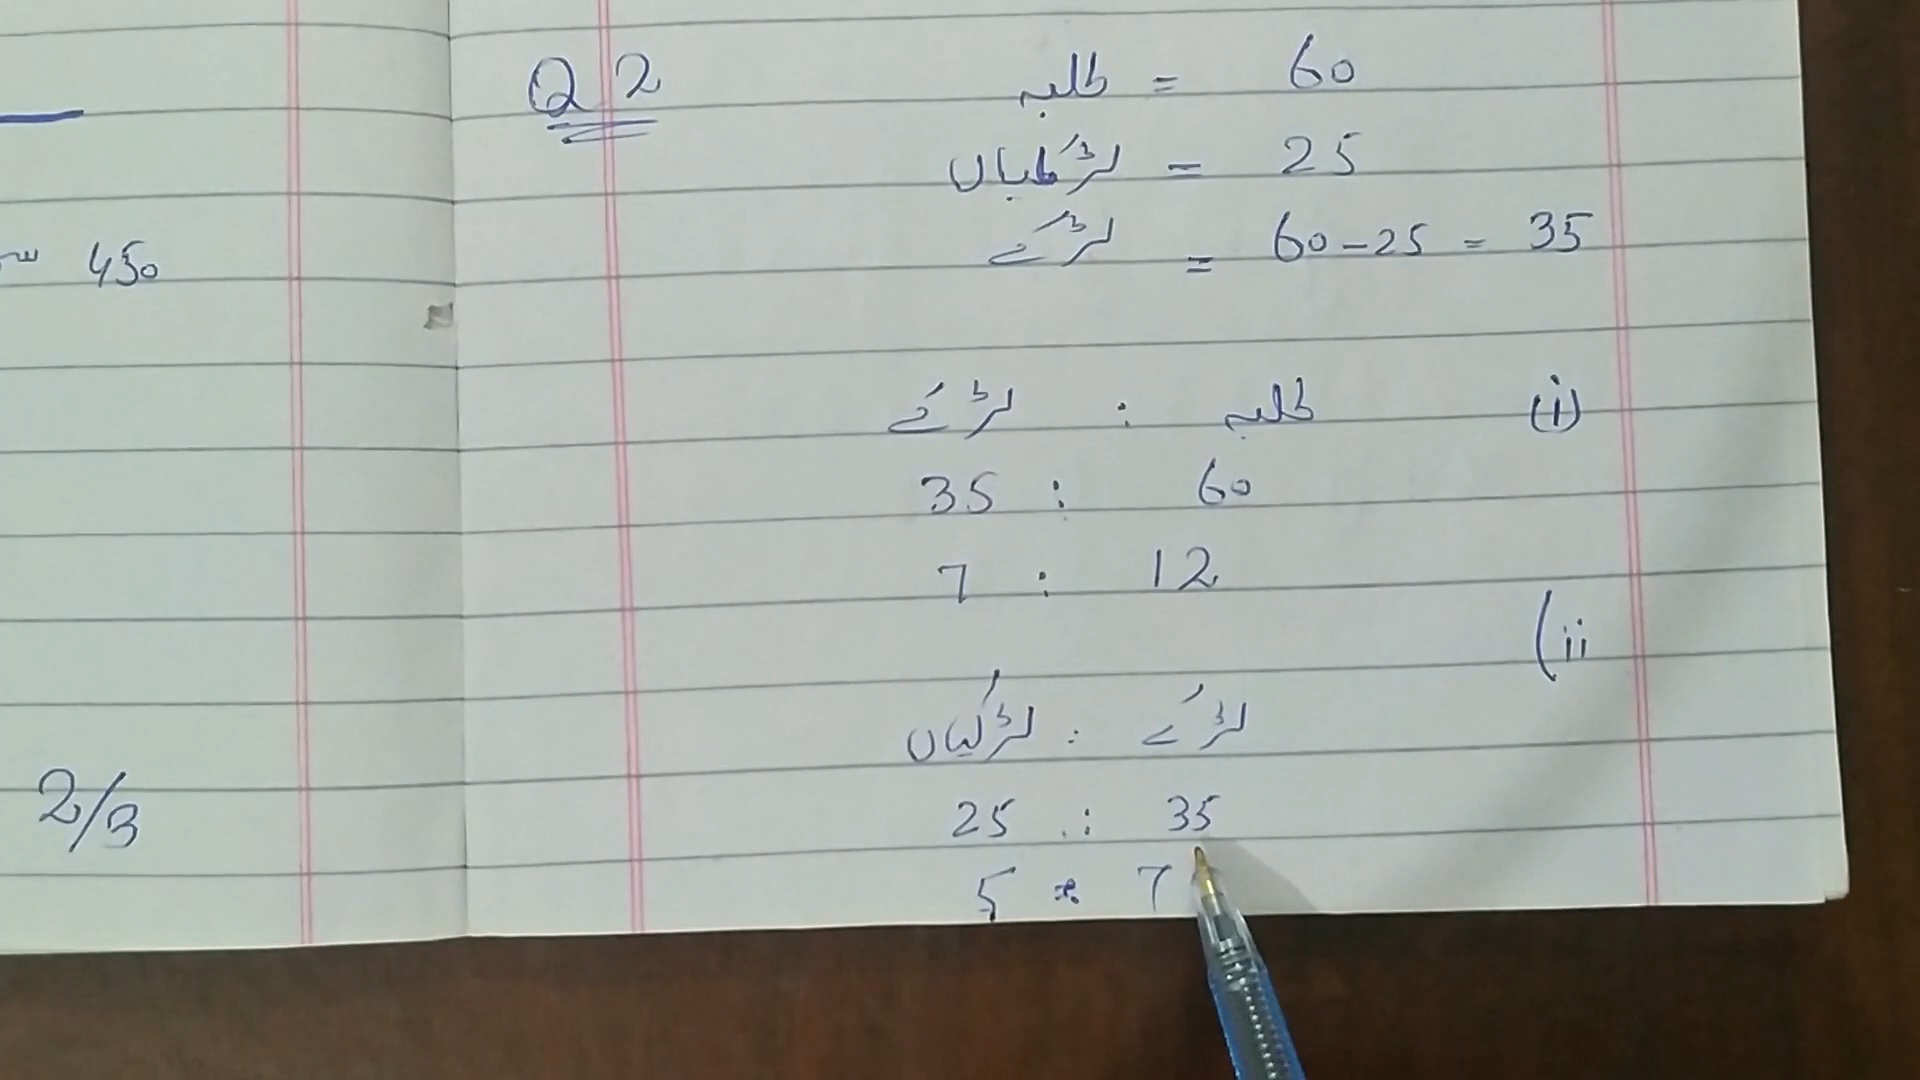 450
2/3
Q 2
طلبہ = 60
لڑکیاں = 25
لڑکے = 60 - 25 = 35
(i) طلبہ : لڑکے
35 : 60
7 : 12
(ii
لڑکے : لڑکیاں
25 : 35
5 : 7